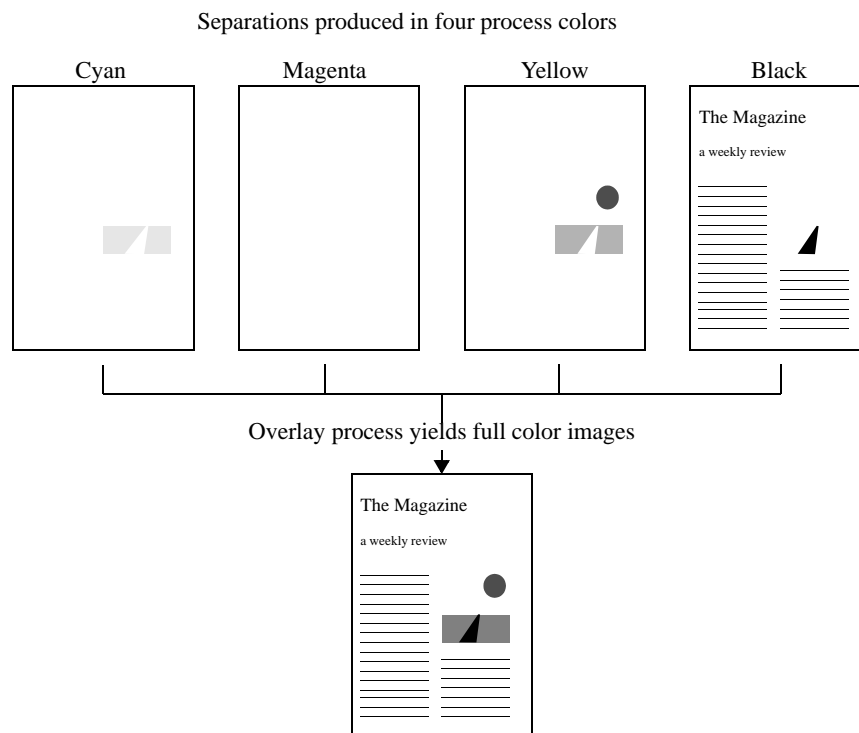 Separations produced in four process colors
Cyan
Magenta
Yellow
Black
The Magazine
a weekly review
Overlay process yields full color images
The Magazine
a weekly review